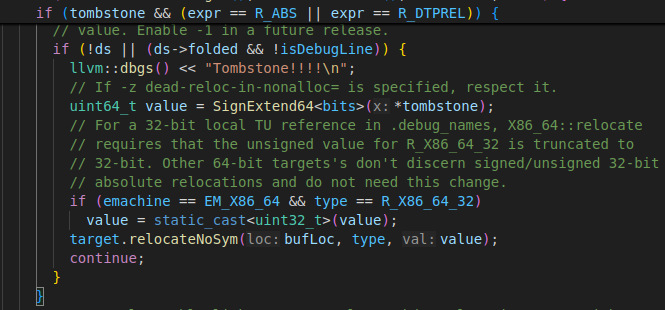 if (tombstone && (expr == R_ABS || expr == R_DTPREL)) {
// value. Enable -1 in a future release.
if (!ds || (ds->folded && !isDebugLine)) {
llvm::dbgs() << "Tombstone!!!!\n";
// If -z dead-reloc-in-nonalloc= is specified, respect it.
uint64_t value = SignExtend64<bits>(x: *tombstone);
// For a 32-bit local TU reference in .debug_names, X86_64::relocate
// requires that the unsigned value for R_X86_64_32 is truncated to
// 32-bit. Other 64-bit targets's don't discern signed/unsigned 32-bit
// absolute relocations and do not need this change.
if (emachine == EM_X86_64 && type == R_X86_64_32)
value = static_cast<uint32_t>(value);
target.relocateNoSym(loc: bufLoc, type, val: value);
continue;
}
}